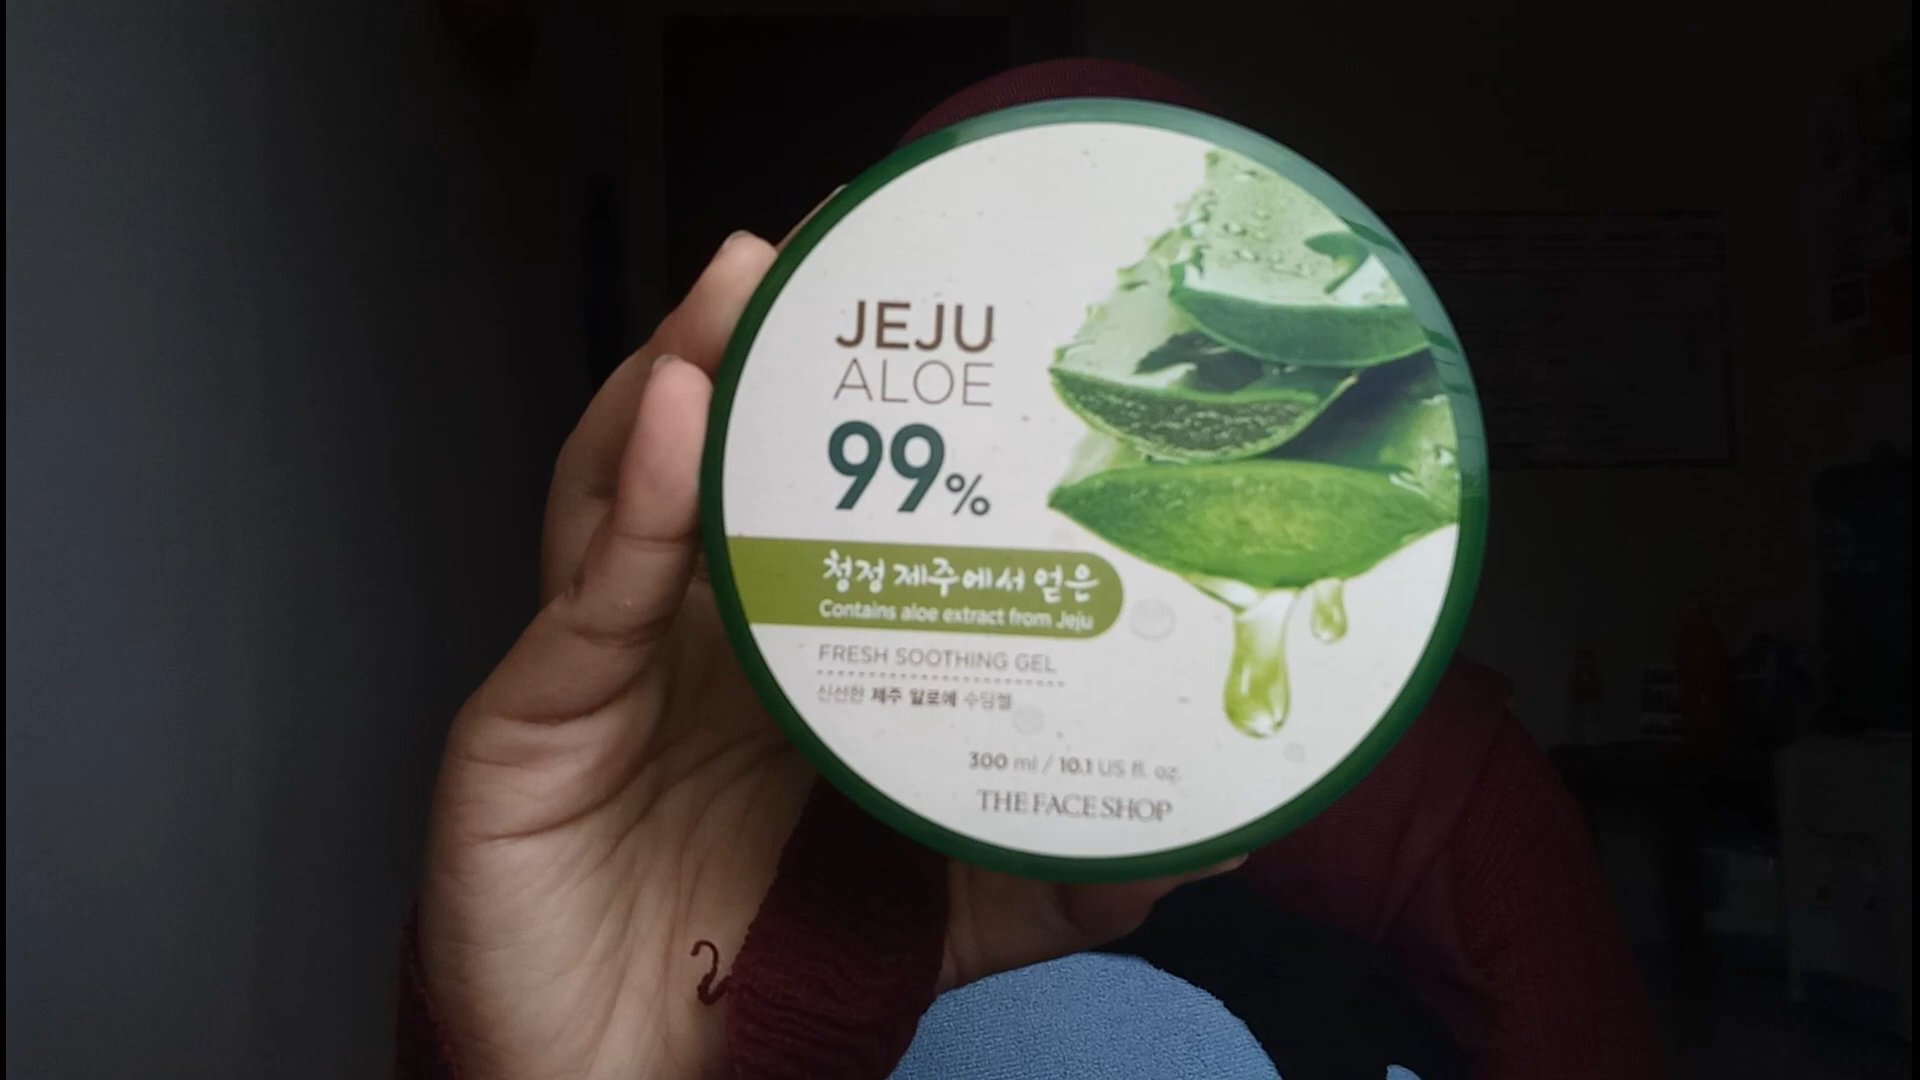 JEJU
ALOE
99%
청정 제주에서 얻은
Contains aloe extract from Jeju
FRESH SOOTHING GEL
신선한 제주 알로에 수딩젤
300 ml / 10.1 US fl. oz.
THE FACE SHOP